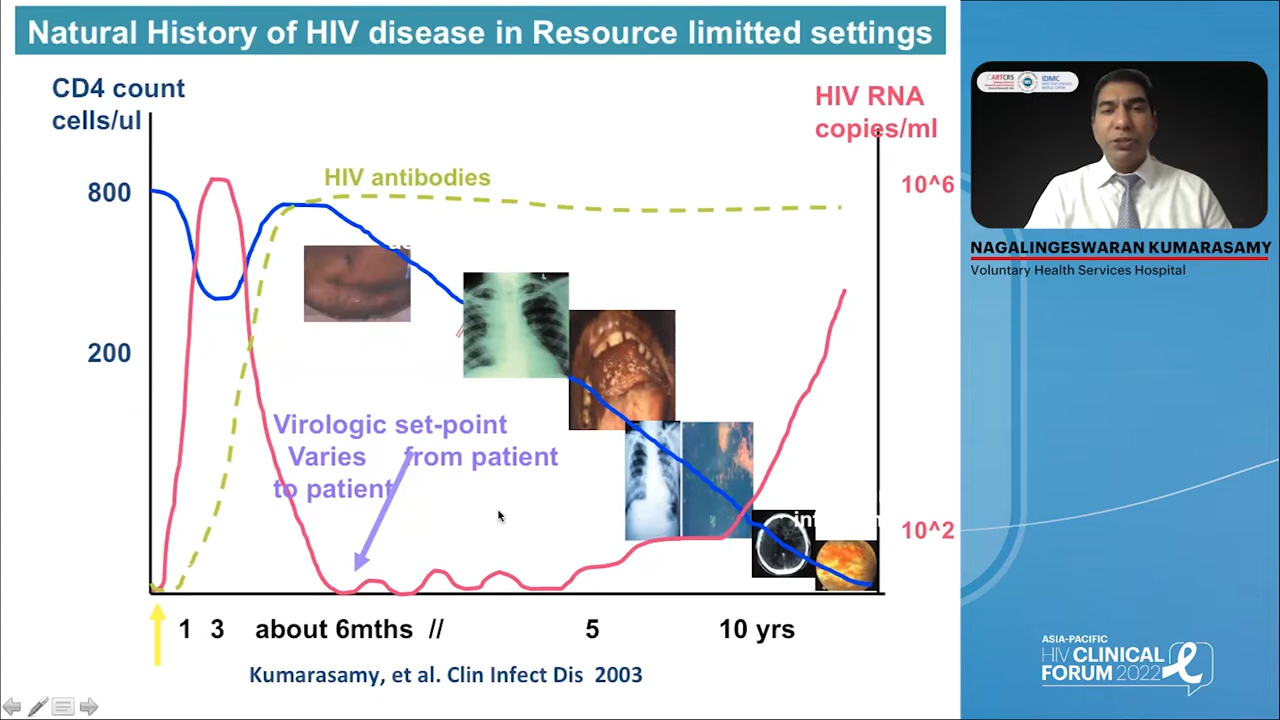 Natural History of HIV disease in Resource limitted settings
CD4 count
cells/ul
HIV RNA
copies/ml
800
HIV antibodies
10^6
200
Virologic set-point
Varies from patient
to patient
10^2
1 3 about 6mths // 5 10 yrs
Kumarasamy, et al. Clin Infect Dis 2003
CARTCRS
IDMC
NAGALINGESWARAN KUMARASAMY
Voluntary Health Services Hospital
ASIA-PACIFIC
HIV CLINICAL
FORUM 2022